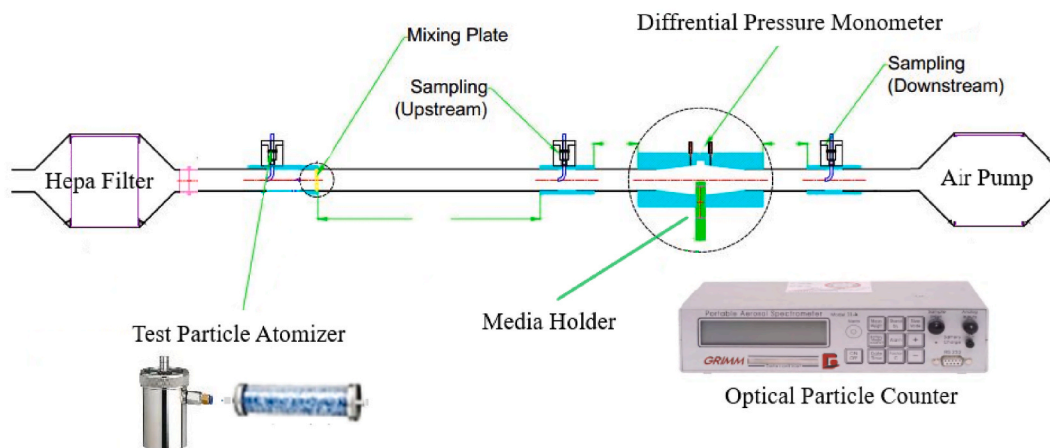 Diffrential Pressure Monometer
Mixing Plate
Sampling
(Upstream)
Sampling
(Downstream)
Hepa Filter
Air Pump
Test Particle Atomizer
Media Holder
Portable Aerosol Spectrometer
GRIMM
Optical Particle Counter